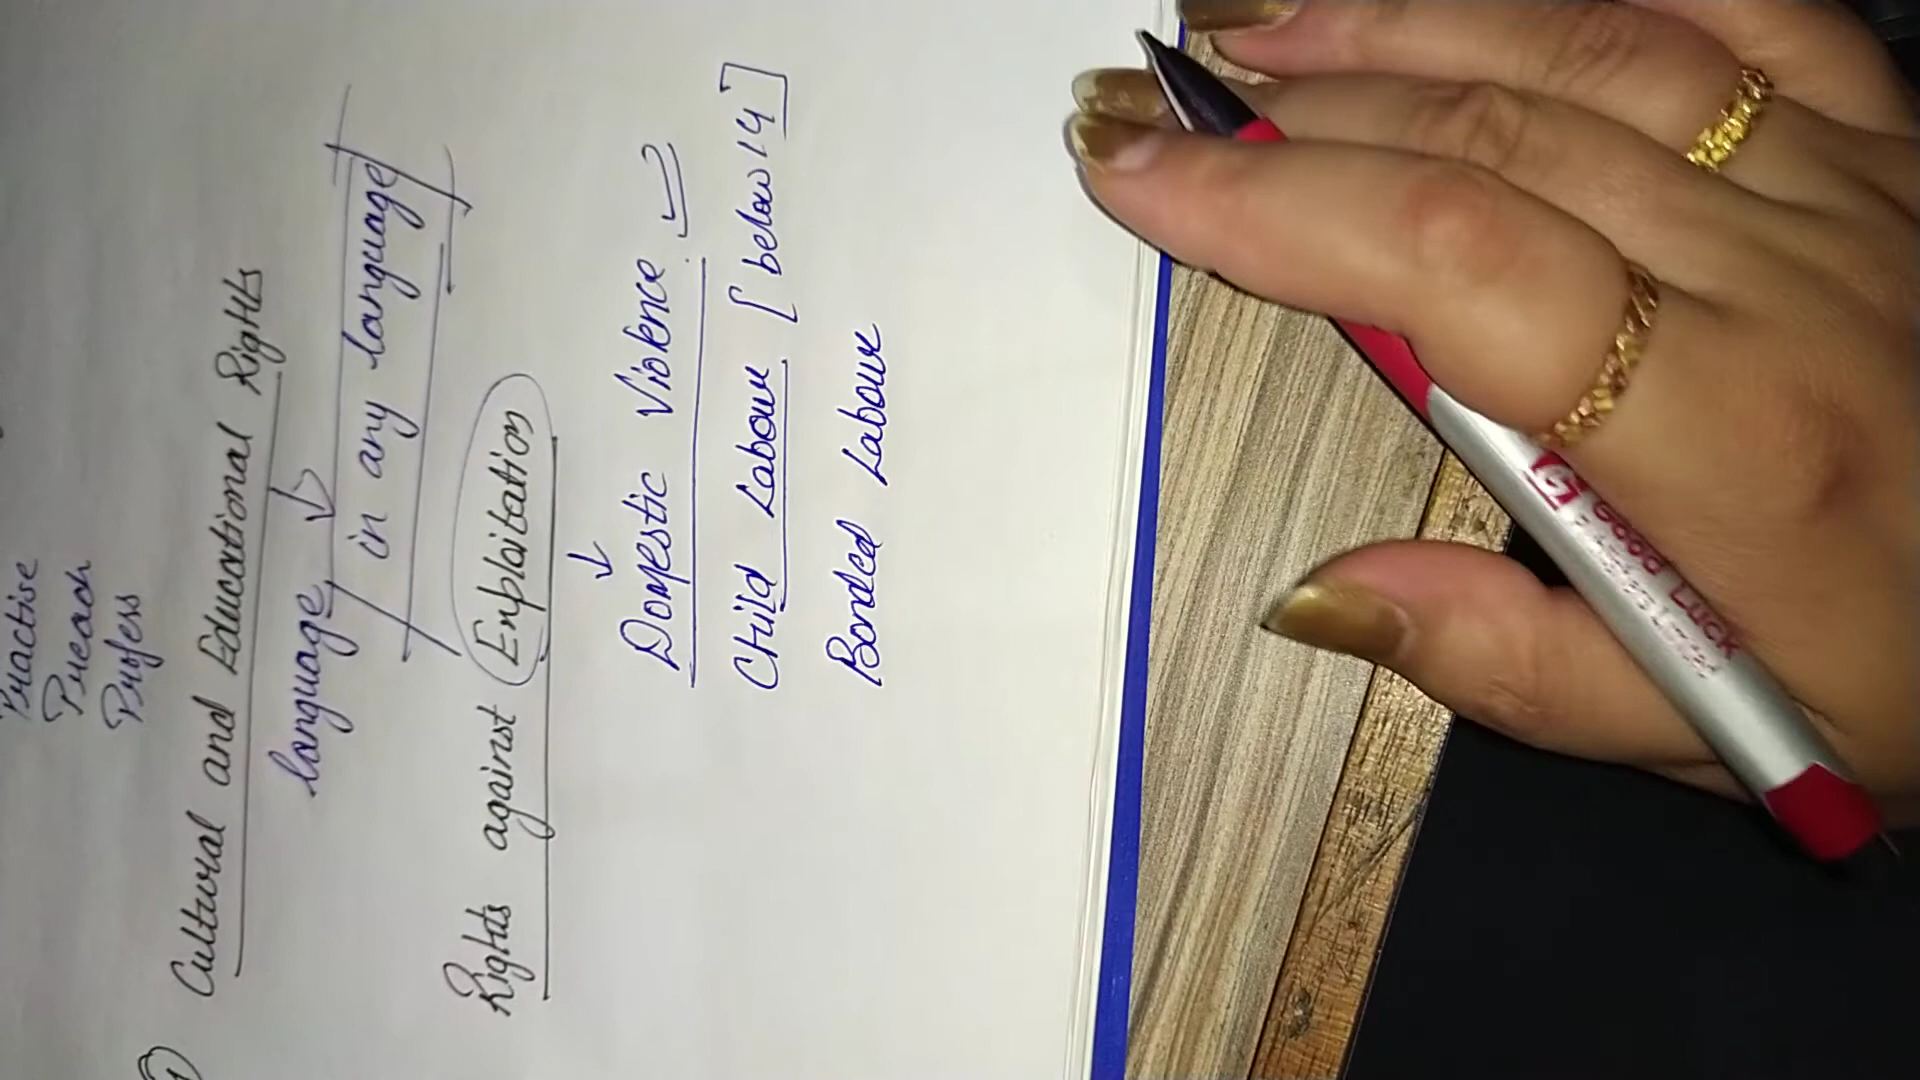 Practise
Preach
Profess
Cultural and Educational Rights
language
in any language
Rights against Exploitation
Domestic Violence
Child Labour [below 14]
Bonded Labour
G Good Luck